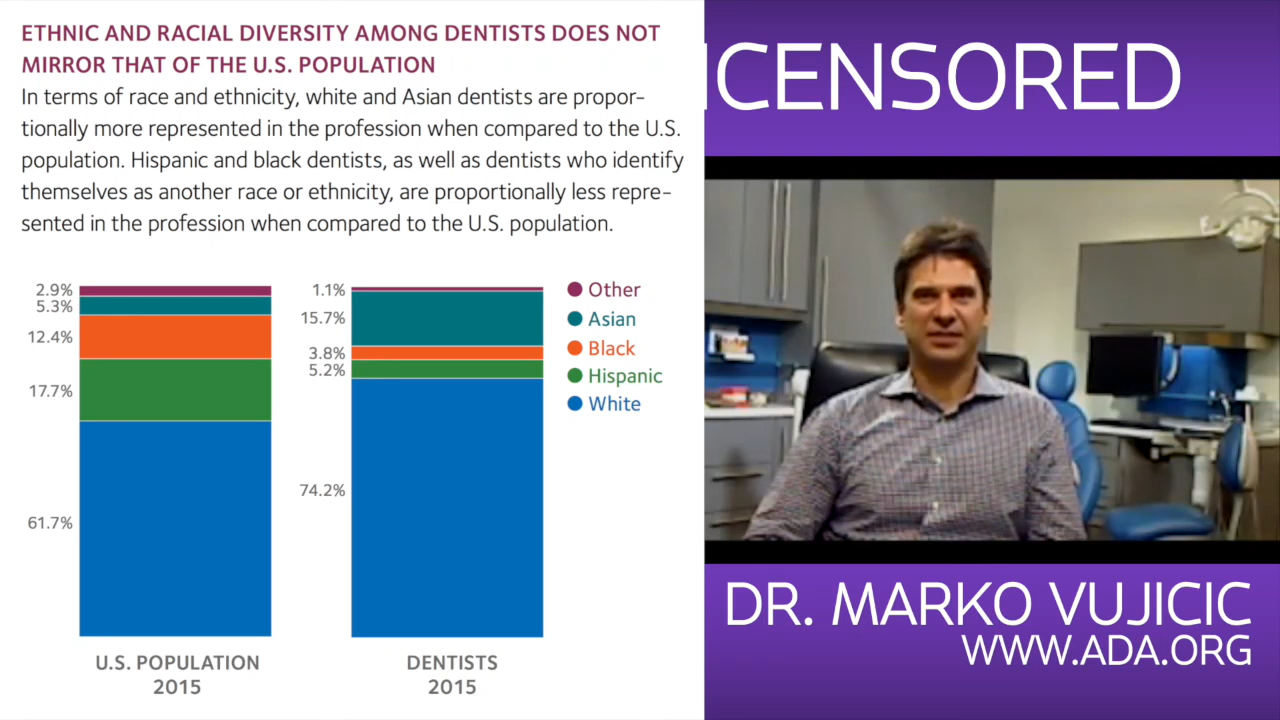 ETHNIC AND RACIAL DIVERSITY AMONG DENTISTS DOES NOT
MIRROR THAT OF THE U.S. POPULATION
In terms of race and ethnicity, white and Asian dentists are propor-
tionally more represented in the profession when compared to the U.S.
population. Hispanic and black dentists, as well as dentists who identify
themselves as another race or ethnicity, are proportionally less repre-
sented in the profession when compared to the U.S. population.
2.9%
5.3%
12.4%
17.7%
61.7%
U.S. POPULATION
2015
1.1%
15.7%
3.8%
5.2%
74.2%
DENTISTS
2015
Other
Asian
Black
Hispanic
White
CENSORED
DR. MARKO VUJICIC
WWW.ADA.ORG